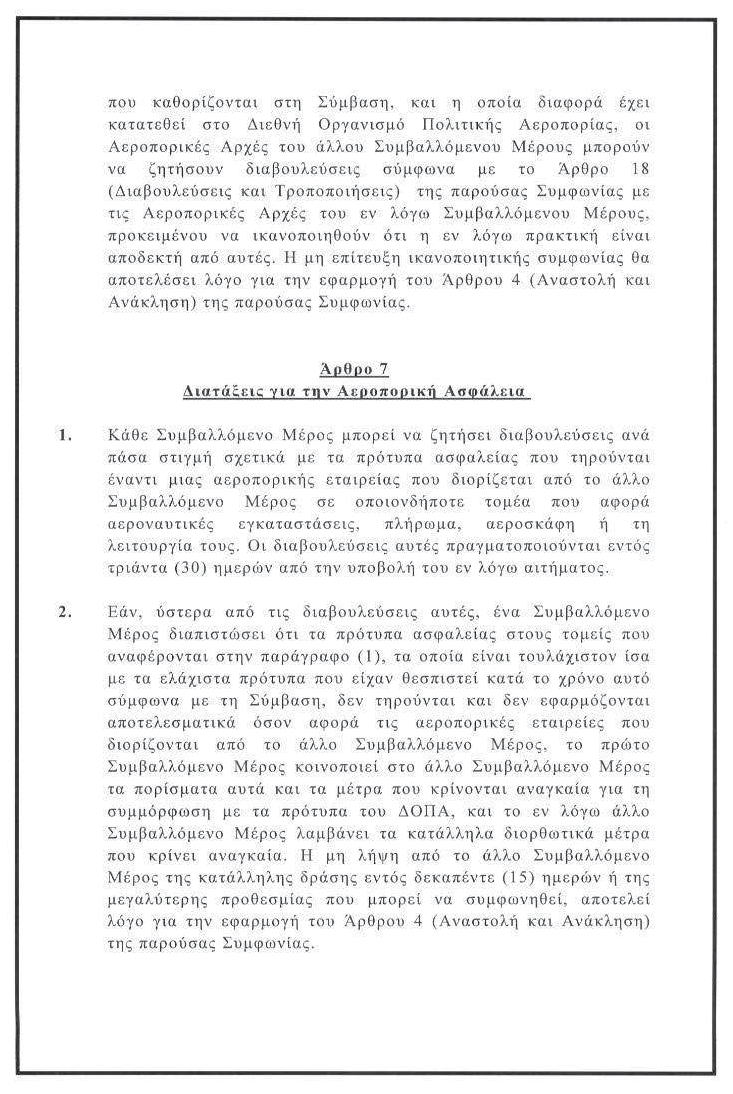 που καθορίζονται στη Σύμβαση, και η οποία διαφορά έχει
κατατεθεί στο Διεθνή Οργανισμό Πολιτικής Αεροπορίας, οι
Αεροπορικές Αρχές του άλλου Συμβαλλόμενου Μέρους μπορούν
να ζητήσουν διαβουλεύσεις σύμφωνα με το Άρθρο 18
(Διαβουλεύσεις και Τροποποιήσεις) της παρούσας Συμφωνίας με
τις Αεροπορικές Αρχές του εν λόγω Συμβαλλόμενου Μέρους,
προκειμένου να ικανοποιηθούν ότι η εν λόγω πρακτική είναι
αποδεκτή από αυτές. Η μη επίτευξη ικανοποιητικής συμφωνίας θα
αποτελέσει λόγο για την εφαρμογή του Άρθρου 4 (Αναστολή και
Ανάκληση) της παρούσας Συμφωνίας.
Άρθρο 7
Διατάξεις για την Αεροπορική Ασφάλεια
1. Κάθε Συμβαλλόμενο Μέρος μπορεί να ζητήσει διαβουλεύσεις ανά
πάσα στιγμή σχετικά με τα πρότυπα ασφαλείας που τηρούνται
έναντι μιας αεροπορικής εταιρείας που διορίζεται από το άλλο
Συμβαλλόμενο Μέρος σε οποιονδήποτε τομέα που αφορά
αεροναυτικές εγκαταστάσεις, πλήρωμα, αεροσκάφη ή τη
λειτουργία τους. Οι διαβουλεύσεις αυτές πραγματοποιούνται εντός
τριάντα (30) ημερών από την υποβολή του εν λόγω αιτήματος.
2. Εάν, ύστερα από τις διαβουλεύσεις αυτές, ένα Συμβαλλόμενο
Μέρος διαπιστώσει ότι τα πρότυπα ασφαλείας στους τομείς που
αναφέρονται στην παράγραφο (1), τα οποία είναι τουλάχιστον ίσα
με τα ελάχιστα πρότυπα που είχαν θεσπιστεί κατά το χρόνο αυτό
σύμφωνα με τη Σύμβαση, δεν τηρούνται και δεν εφαρμόζονται
αποτελεσματικά όσον αφορά τις αεροπορικές εταιρείες που
διορίζονται από το άλλο Συμβαλλόμενο Μέρος, το πρώτο
Συμβαλλόμενο Μέρος κοινοποιεί στο άλλο Συμβαλλόμενο Μέρος
τα πορίσματα αυτά και τα μέτρα που κρίνονται αναγκαία για τη
συμμόρφωση με τα πρότυπα του ΔΟΠΑ, και το εν λόγω άλλο
Συμβαλλόμενο Μέρος λαμβάνει τα κατάλληλα διορθωτικά μέτρα
που κρίνει αναγκαία. Η μη λήψη από το άλλο Συμβαλλόμενο
Μέρος της κατάλληλης δράσης εντός δεκαπέντε (15) ημερών ή της
μεγαλύτερης προθεσμίας που μπορεί να συμφωνηθεί, αποτελεί
λόγο για την εφαρμογή του Άρθρου 4 (Αναστολή και Ανάκληση)
της παρούσας Συμφωνίας.